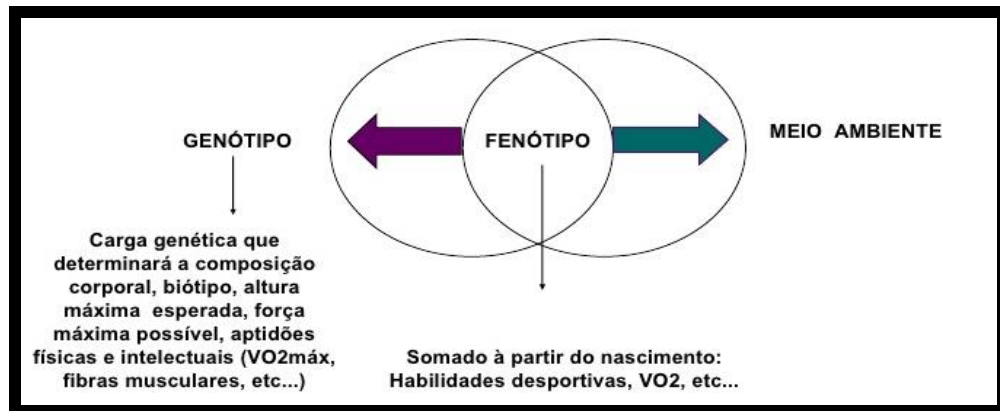 GENÓTIPO
FENÓTIPO
MEIO AMBIENTE
Carga genética que
determinará a composição
corporal, biótipo, altura
máxima esperada, força
máxima possível, aptidões
físicas e intelectuais (VO2máx,
fibras musculares, etc...)
Somado à partir do nascimento:
Habilidades desportivas, VO2, etc...